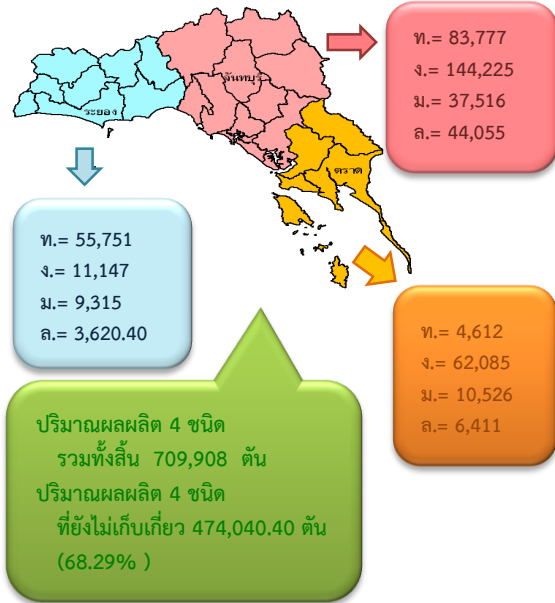 ท.= 83,777
ง.= 144,225
ม.= 37,516
ล.= 44,055
จันทบุรี
ระยอง
ตราด
ท.= 55,751
ง.= 11,147
ม.= 9,315
ล.= 3,620.40
ท.= 4,612
ง.= 62,085
ม.= 10,526
ล.= 6,411
ปริมาณผลผลิต 4 ชนิด
รวมทั้งสิ้น 709,908 ตัน
ปริมาณผลผลิต 4 ชนิด
ที่ยังไม่เก็บเกี่ยว 474,040.40 ตัน
(68.29% )